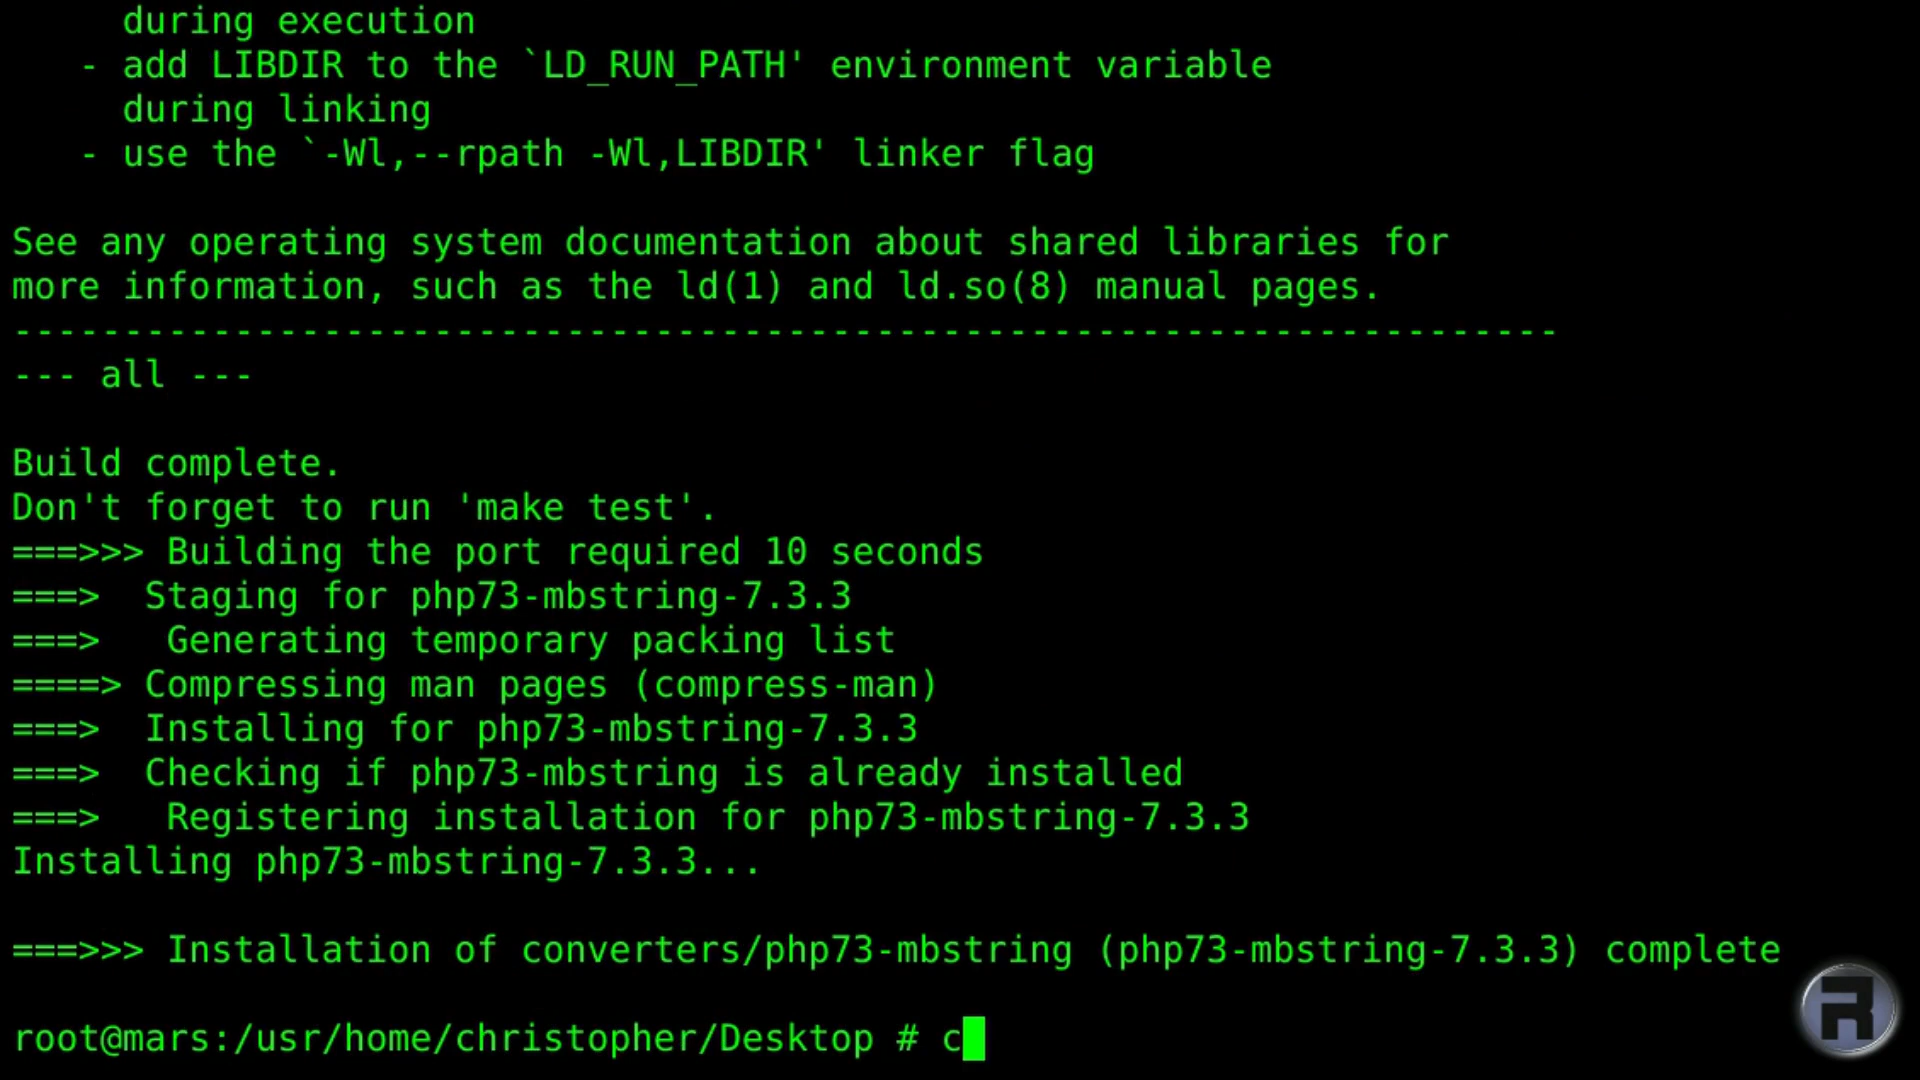 during execution
- add LIBDIR to the `LD_RUN_PATH' environment variable
during linking
- use the `-Wl,--rpath -Wl,LIBDIR' linker flag
See any operating system documentation about shared libraries for
more information, such as the ld(1) and ld.so(8) manual pages.
----------------------------------------------------------------------
--- all ---
Build complete.
Don't forget to run 'make test'.
===>>> Building the port required 10 seconds
===>  Staging for php73-mbstring-7.3.3
===>   Generating temporary packing list
====> Compressing man pages (compress-man)
===>  Installing for php73-mbstring-7.3.3
===>  Checking if php73-mbstring is already installed
===>   Registering installation for php73-mbstring-7.3.3
Installing php73-mbstring-7.3.3...
===>>> Installation of converters/php73-mbstring (php73-mbstring-7.3.3) complete
root@mars:/usr/home/christopher/Desktop # c
R